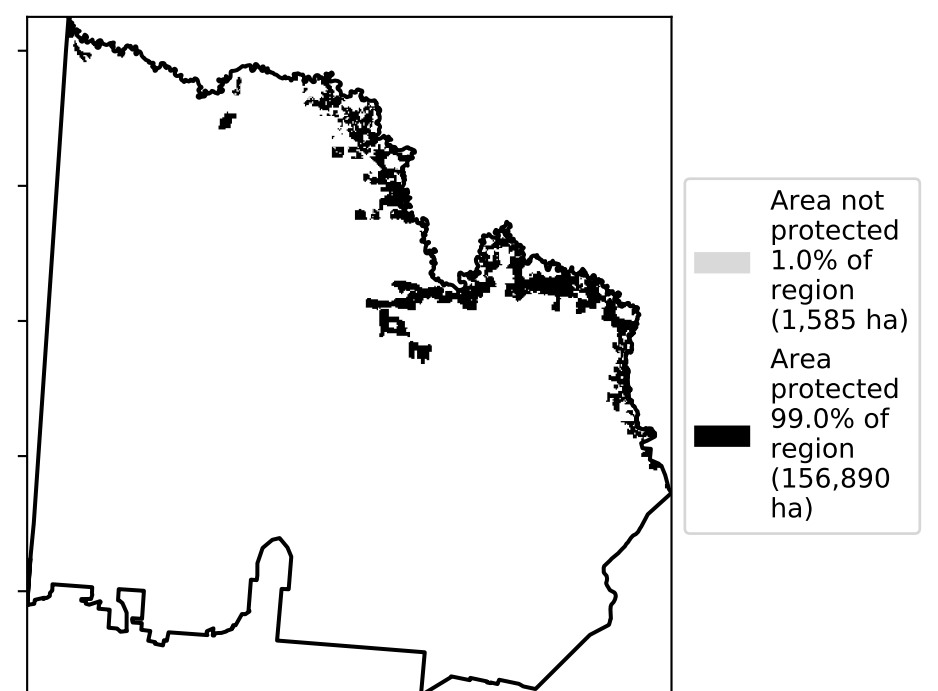 Area not
protected
1.0% of
region
(1,585 ha)
Area
protected
99.0% of
region
(156,890
ha)